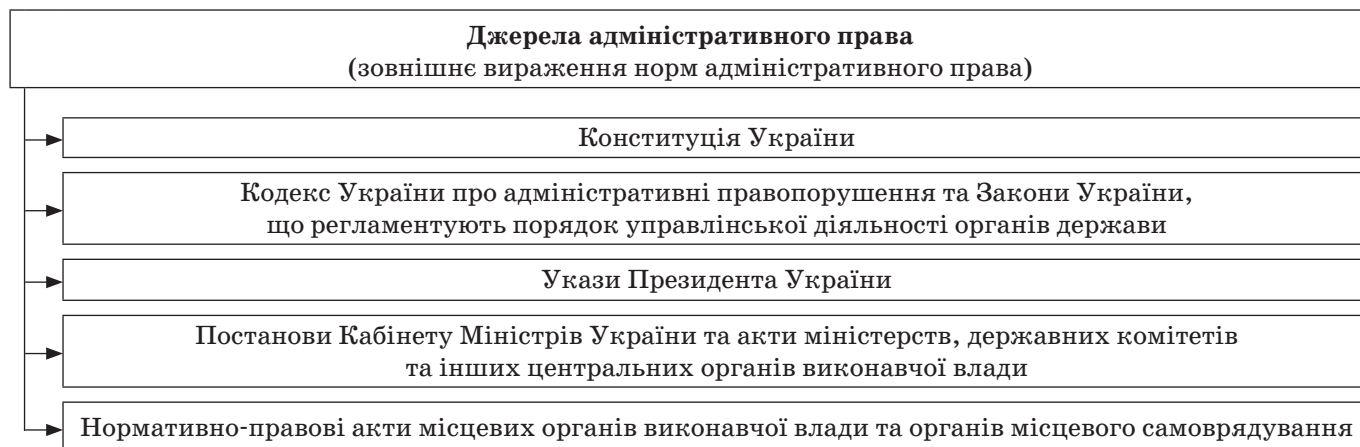 Джерела адміністративного права
(зовнішнє вираження норм адміністративного права)
Конституція України
Кодекс України про адміністративні правопорушення та Закони України,
що регламентують порядок управлінської діяльності органів держави
Укази Президента України
Постанови Кабінету Міністрів України та акти міністерств, державних комітетів
та інших центральних органів виконавчої влади
Нормативно-правові акти місцевих органів виконавчої влади та органів місцевого самоврядування